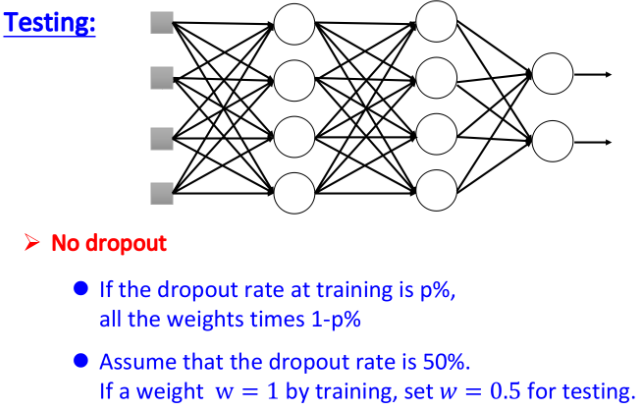 Testing:
➢ No dropout
● If the dropout rate at training is p%,
all the weights times 1-p%
● Assume that the dropout rate is 50%.
If a weight w = 1 by training, set 𝑤 = 0.5 for testing.